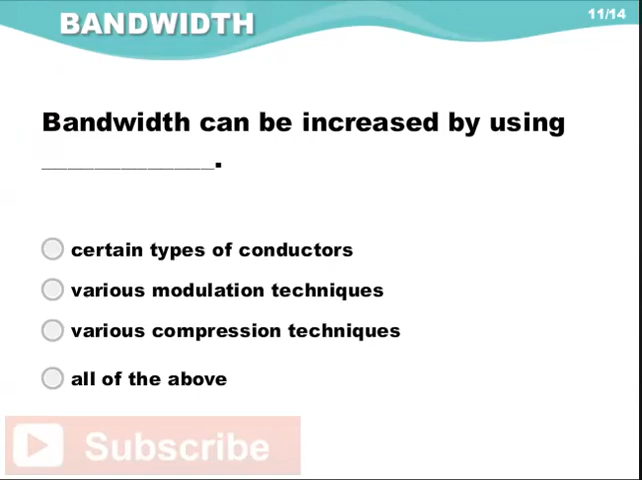 BANDWIDTH
11/14
Bandwidth can be increased by using
_____________.
certain types of conductors
various modulation techniques
various compression techniques
all of the above
Subscribe